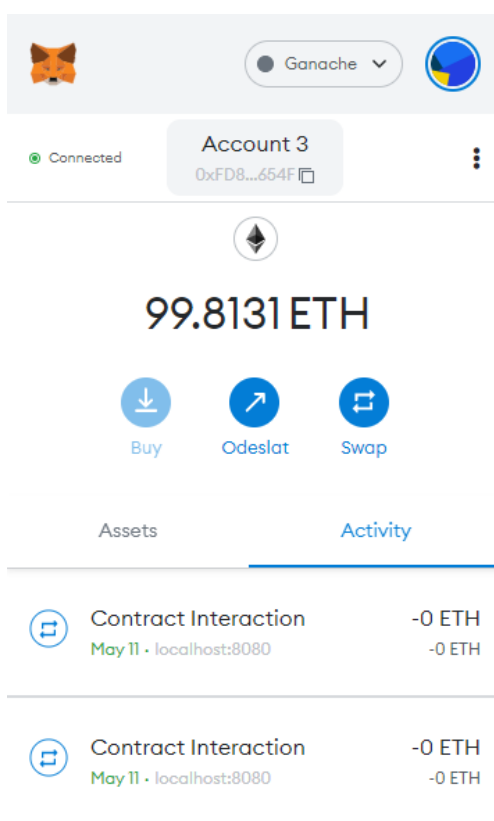 Ganache
Connected
Account 3
0xFD8...654F
99.8131 ETH
Buy
Odeslat
Swap
Assets
Activity
Contract Interaction
-0 ETH
May 11 · localhost:8080
-0 ETH
Contract Interaction
-0 ETH
May 11 · localhost:8080
-0 ETH